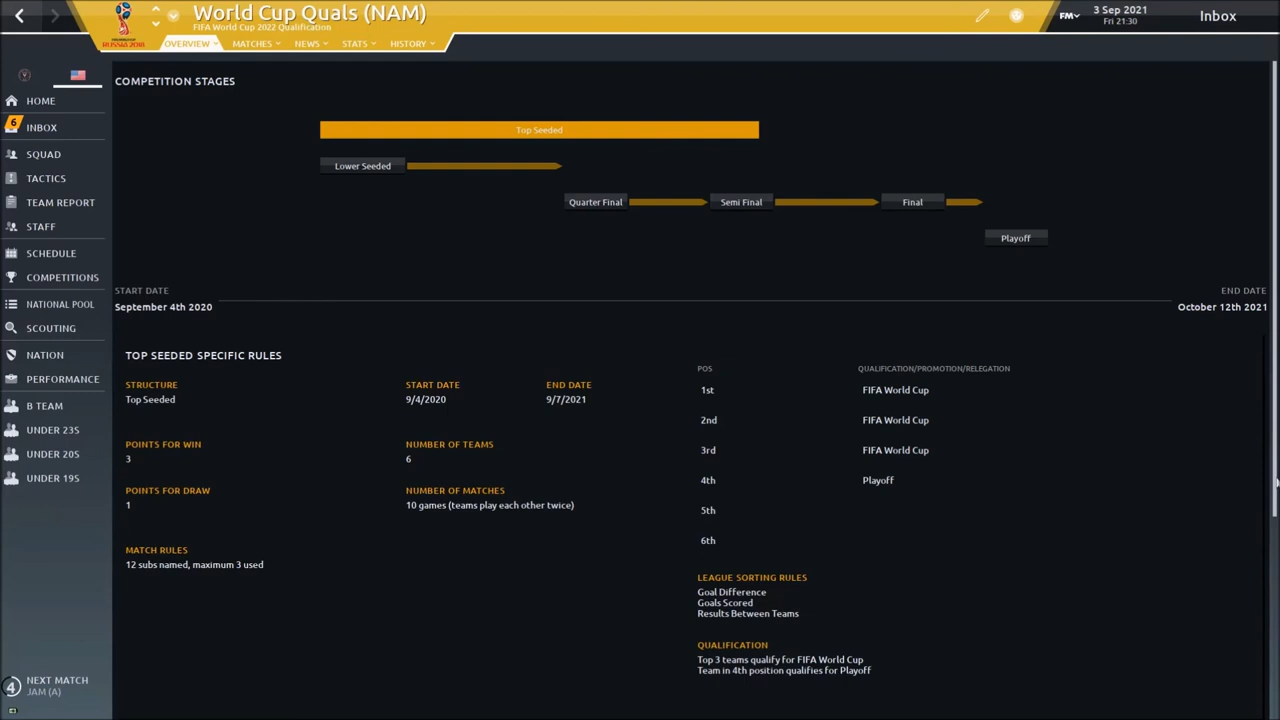 World Cup Quals (NAM)
FIFA World Cup 2022 Qualification
RUSSIA 2018
FM
3 Sep 2021
Fri 21:30
Inbox
OVERVIEW
MATCHES
NEWS
STATS
HISTORY
HOME
6
INBOX
SQUAD
TACTICS
TEAM REPORT
STAFF
SCHEDULE
COMPETITIONS
NATIONAL POOL
SCOUTING
NATION
PERFORMANCE
B TEAM
UNDER 23S
UNDER 20S
UNDER 19S
4
NEXT MATCH
JAM (A)
COMPETITION STAGES
Top Seeded
Lower Seeded
Quarter Final
Semi Final
Final
Playoff
START DATE
September 4th 2020
END DATE
October 12th 2021
TOP SEEDED SPECIFIC RULES
STRUCTURE
Top Seeded
START DATE
9/4/2020
END DATE
9/7/2021
POINTS FOR WIN
3
NUMBER OF TEAMS
6
POINTS FOR DRAW
1
NUMBER OF MATCHES
10 games (teams play each other twice)
MATCH RULES
12 subs named, maximum 3 used
POS QUALIFICATION/PROMOTION/RELEGATION
1st FIFA World Cup
2nd FIFA World Cup
3rd FIFA World Cup
4th Playoff
5th
6th
LEAGUE SORTING RULES
Goal Difference
Goals Scored
Results Between Teams
QUALIFICATION
Top 3 teams qualify for FIFA World Cup
Team in 4th position qualifies for Playoff